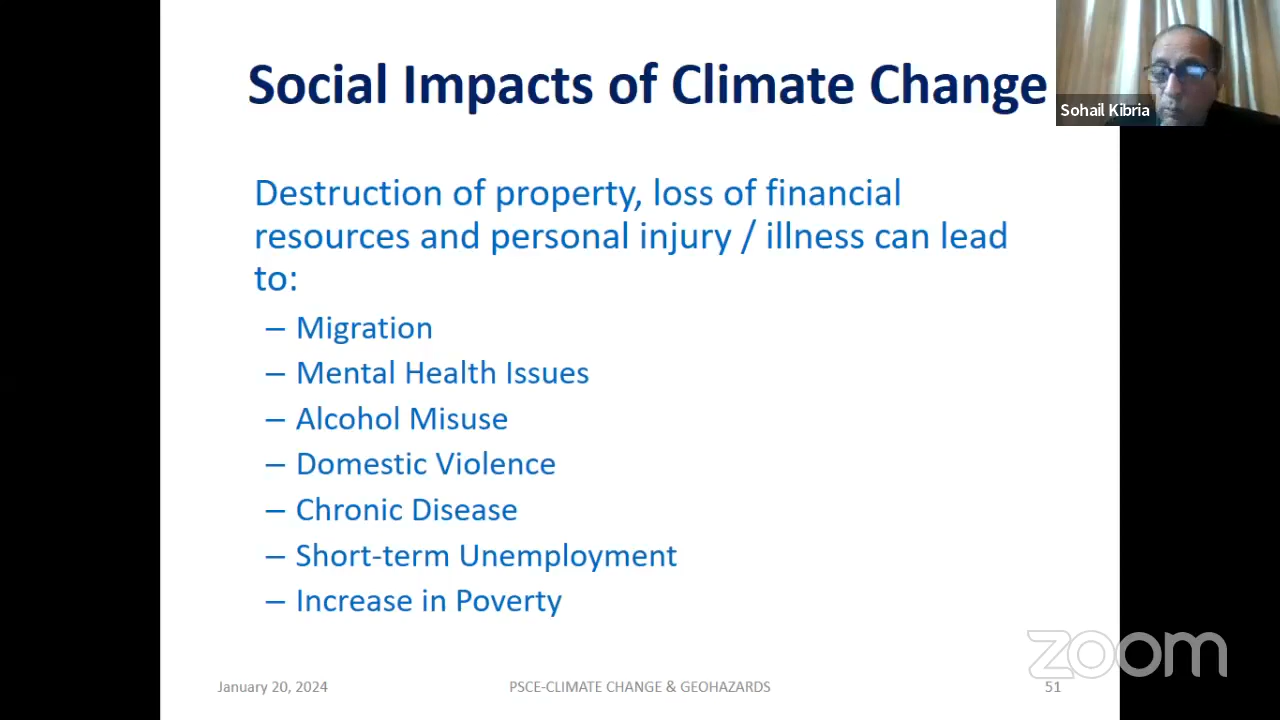 Social Impacts of Climate Change
Sohail Kibria
Destruction of property, loss of financial
resources and personal injury / illness can lead
to:
– Migration
– Mental Health Issues
– Alcohol Misuse
– Domestic Violence
– Chronic Disease
– Short-term Unemployment
– Increase in Poverty
zoom
January 20, 2024
PSCE-CLIMATE CHANGE & GEOHAZARDS
51